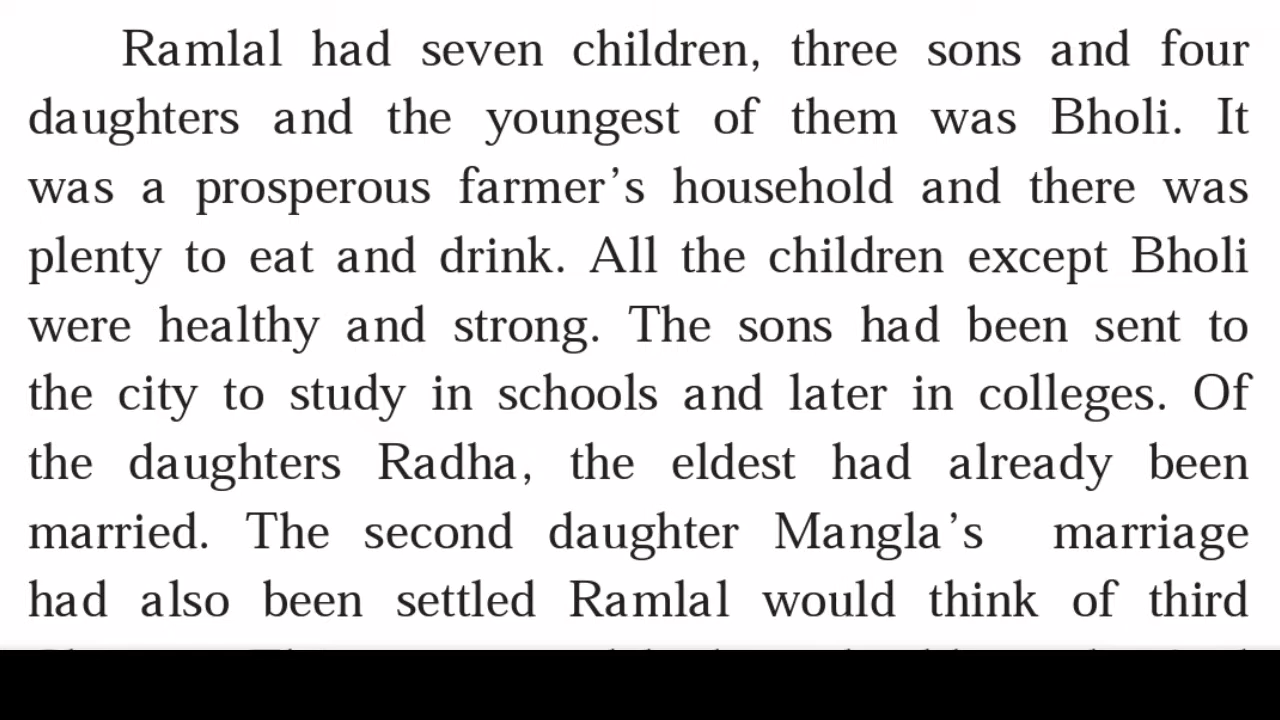 Ramlal had seven children, three sons and four
daughters and the youngest of them was Bholi. It
was a prosperous farmer’s household and there was
plenty to eat and drink. All the children except Bholi
were healthy and strong. The sons had been sent to
the city to study in schools and later in colleges. Of
the daughters Radha, the eldest had already been
married. The second daughter Mangla’s marriage
had also been settled Ramlal would think of third